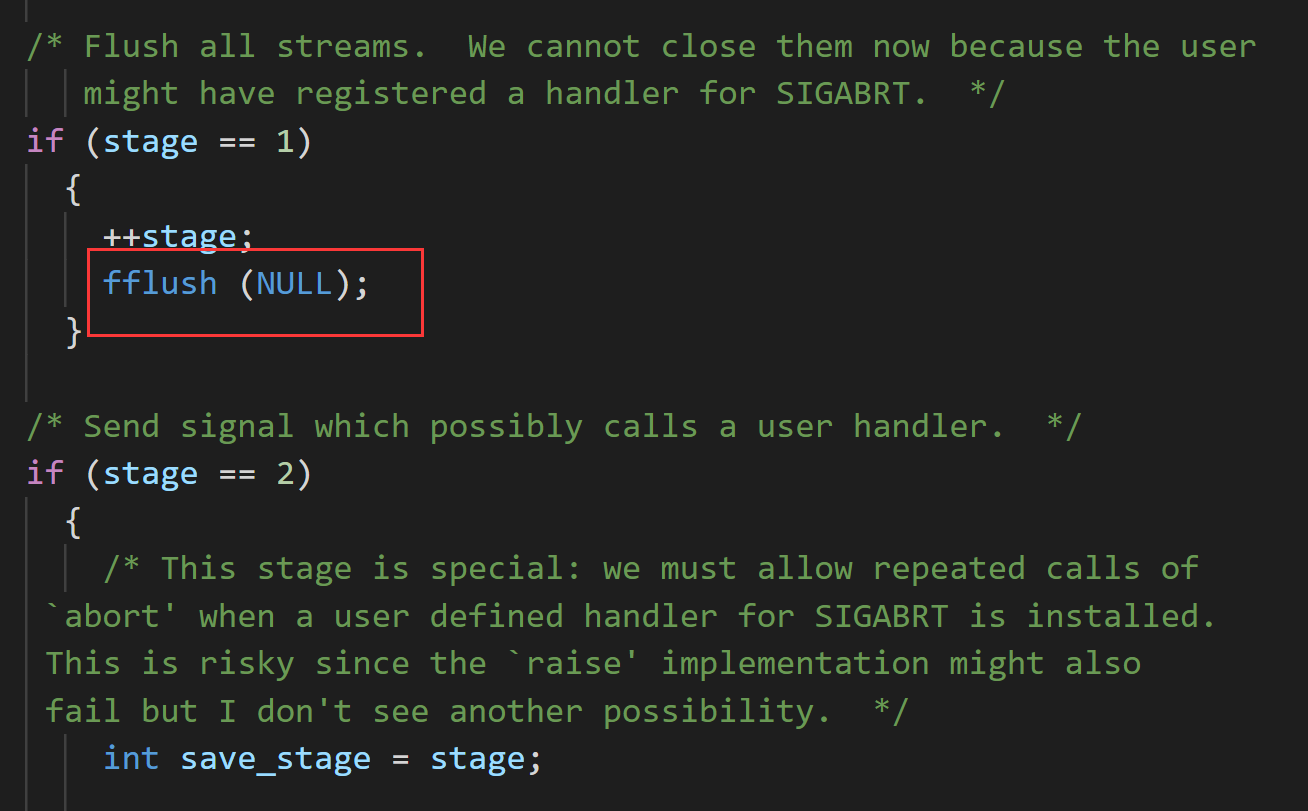 /* Flush all streams.  We cannot close them now because the user
might have registered a handler for SIGABRT.  */
if (stage == 1)
{
++stage;
fflush (NULL);
}
/* Send signal which possibly calls a user handler.  */
if (stage == 2)
{
/* This stage is special: we must allow repeated calls of
`abort' when a user defined handler for SIGABRT is installed.
This is risky since the `raise' implementation might also
fail but I don't see another possibility.  */
int save_stage = stage;